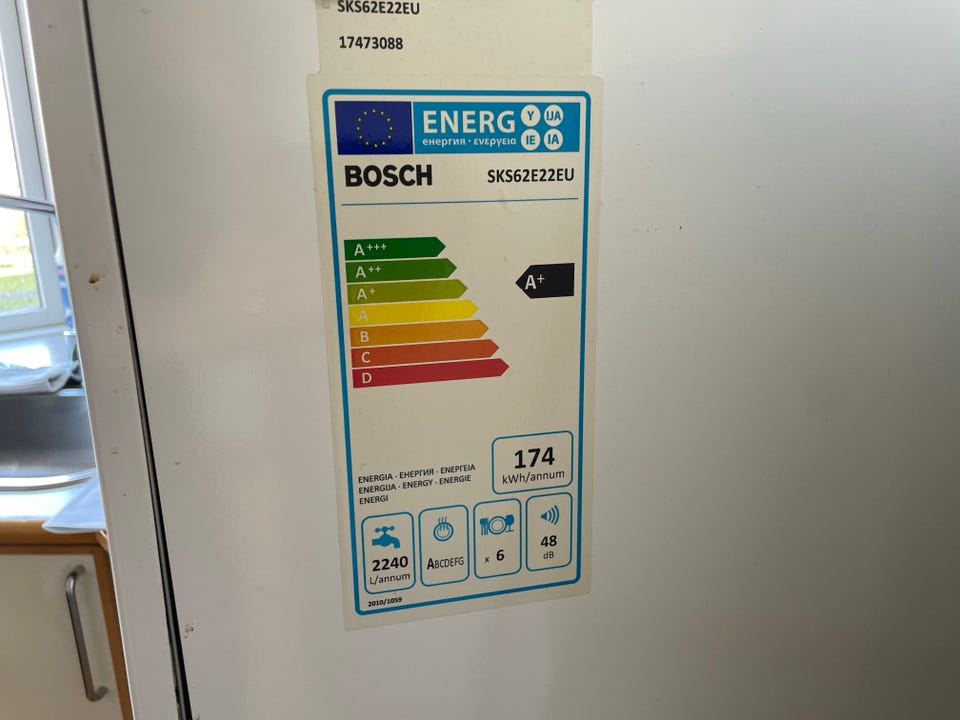 SKS62E22EU
17473088
ENERG Y IJA
енергия · ενεργεια IE IA
BOSCH SKS62E22EU
A+++
A++
A+
A
B
C
D
A+
174
kWh/annum
ENERGIA · ЕНЕРГИЯ · ΕΝΕΡΓΕΙΑ
ENERGIJA · ENERGY · ENERGIE
ENERGI
2240
L/annum
ABCDEFG
x 6
48
dB
2010/1059